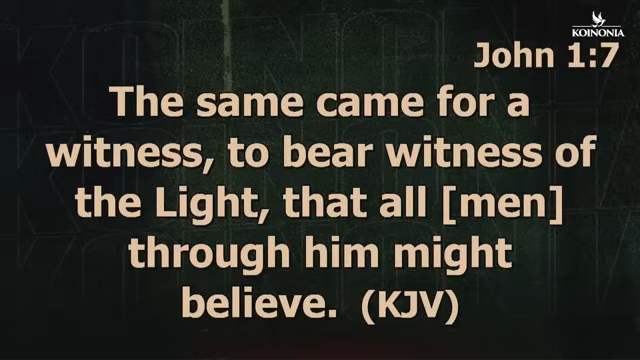 KOINONIA
John 1:7
The same came for a
witness, to bear witness of
the Light, that all [men]
through him might
believe. (KJV)